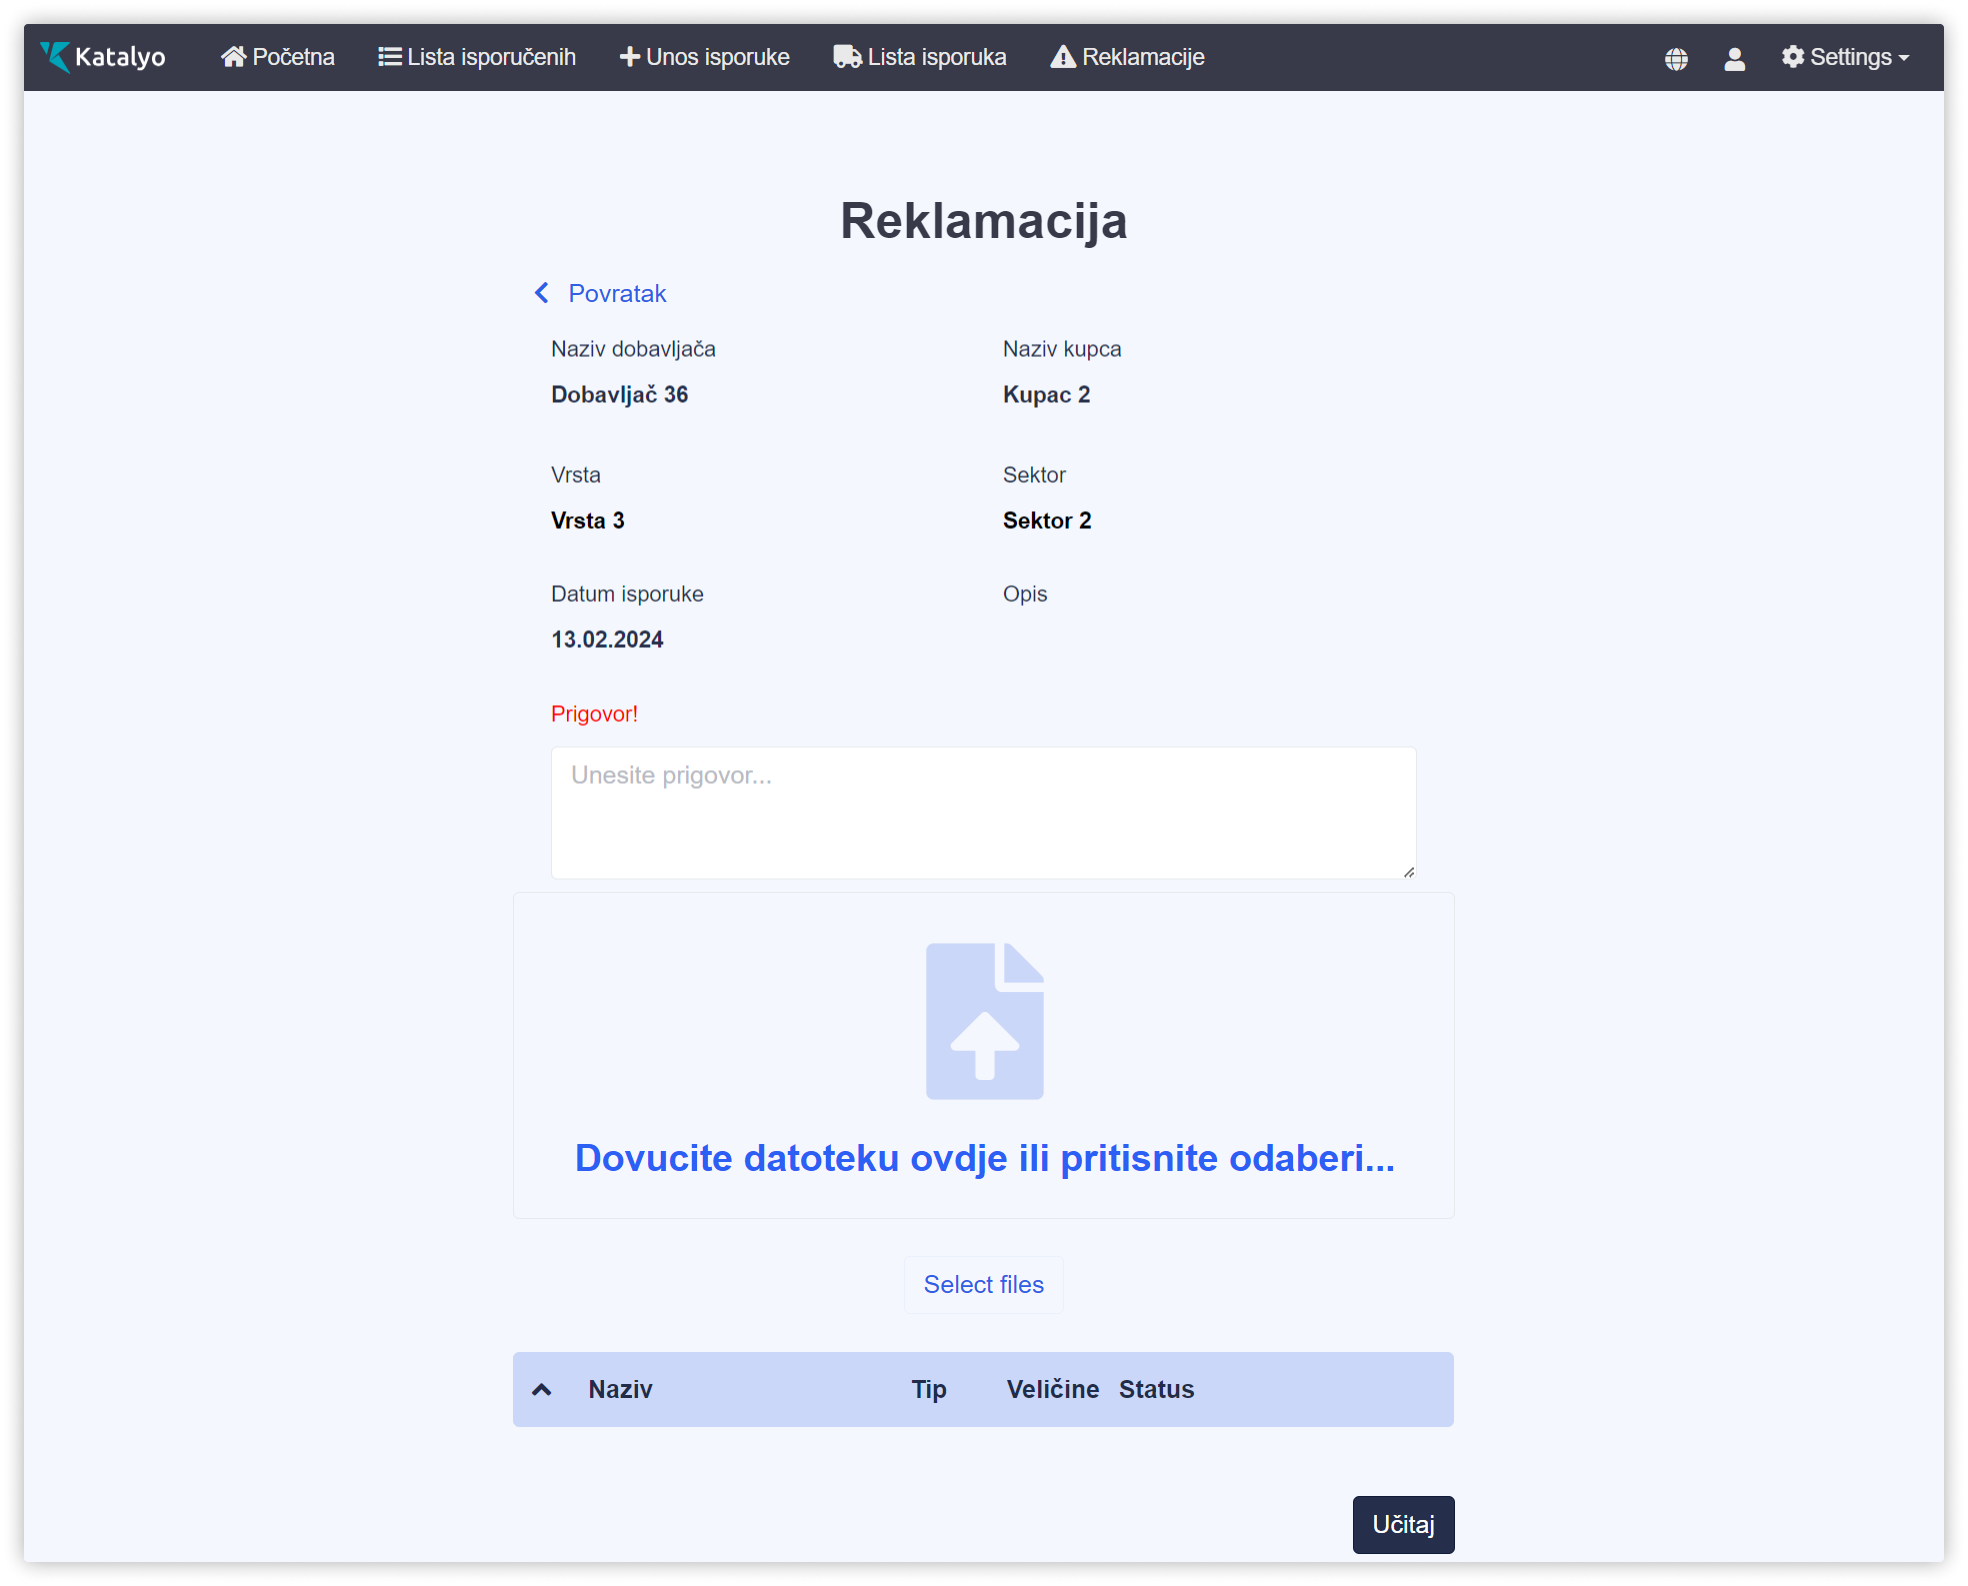 Katalyo Početna Lista isporučenih Unos isporuke Lista isporuka Reklamacije Settings
Reklamacija
Povratak
Naziv dobavljača Naziv kupca
Dobavljač 36 Kupac 2
Vrsta Sektor
Vrsta 3 Sektor 2
Datum isporuke Opis
13.02.2024
Prigovor!
Unesite prigovor...
Dovucite datoteku ovdje ili pritisnite odaberi...
Select files
Naziv Tip Veličine Status
Učitaj